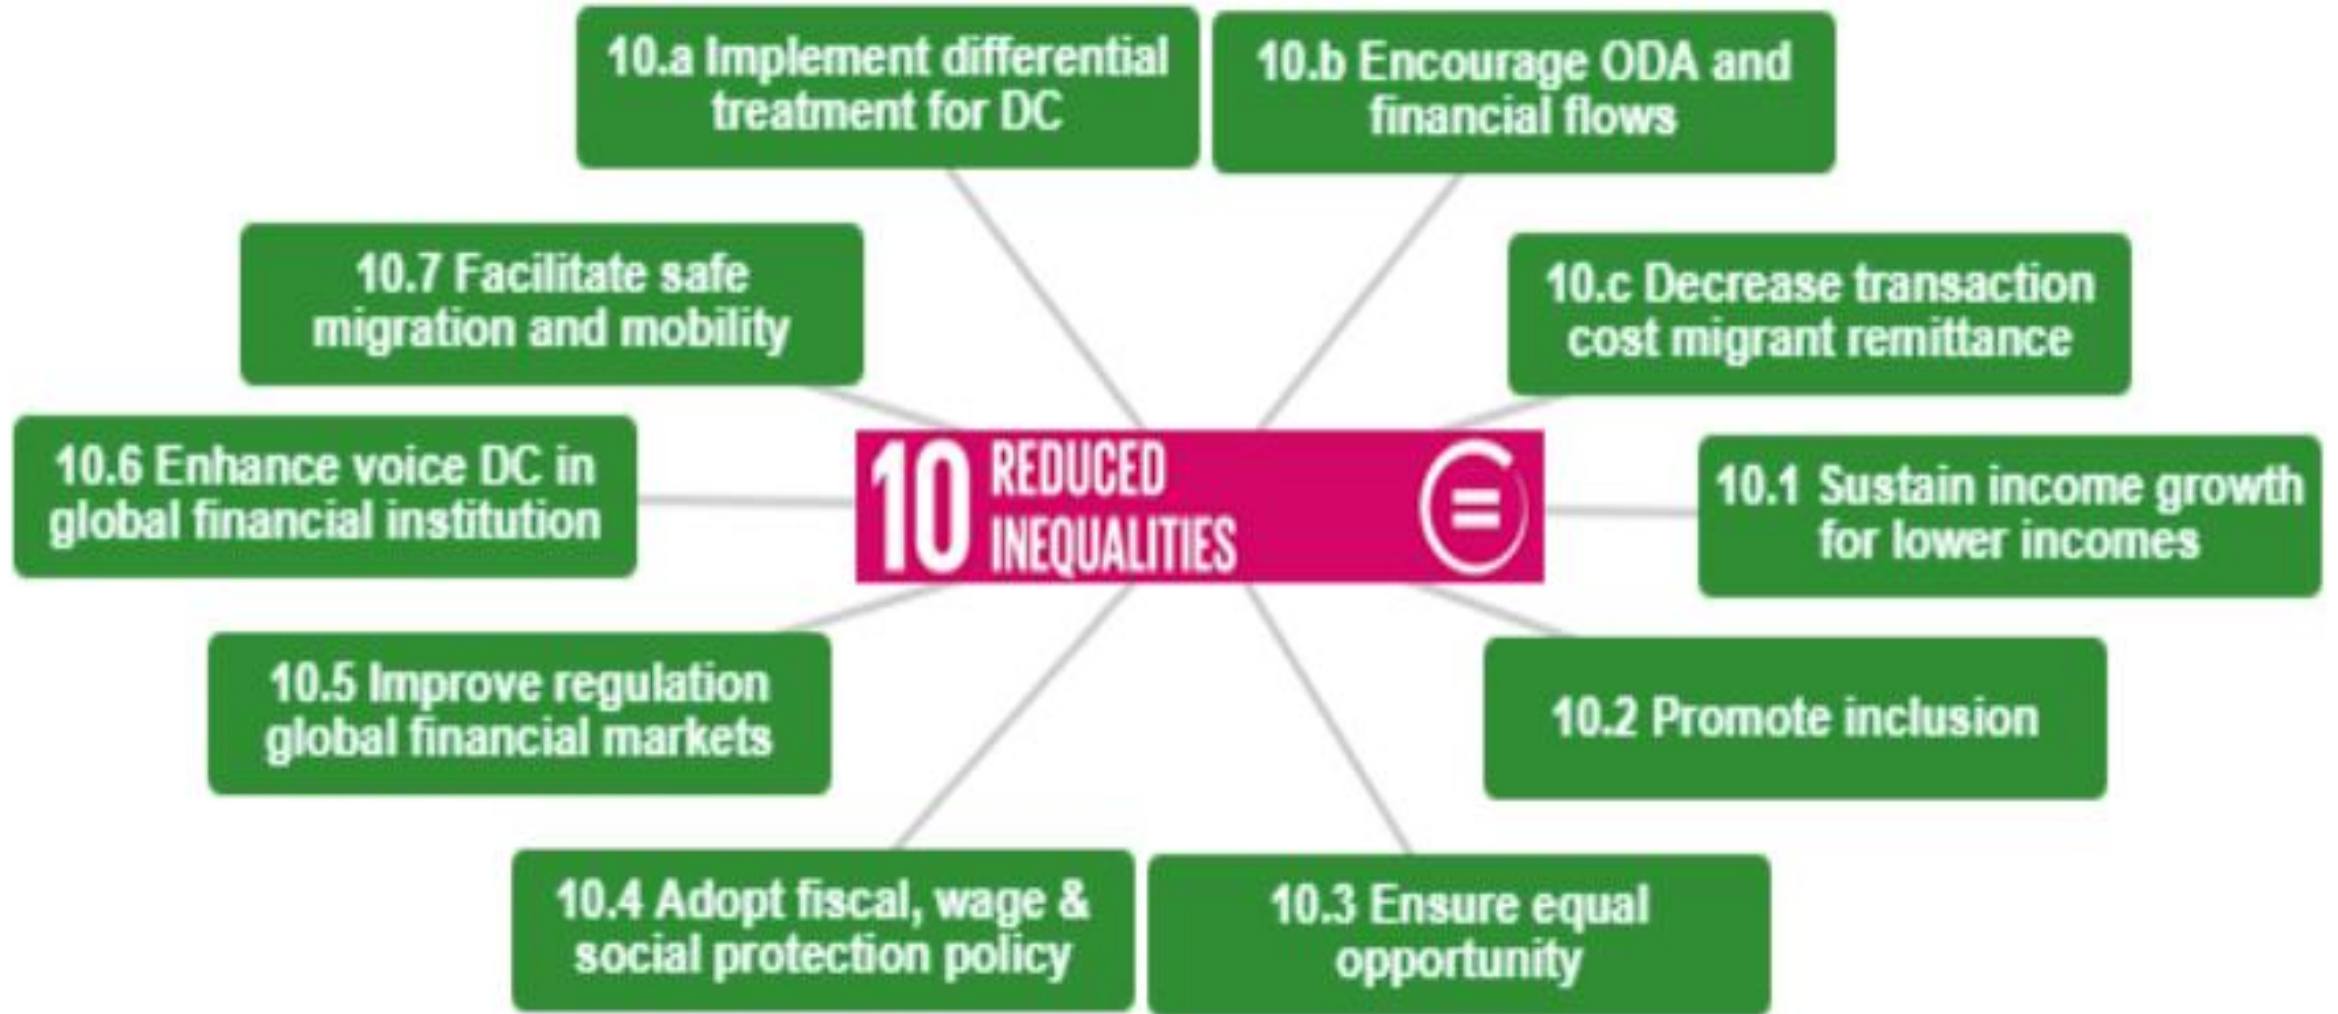 10.a Implement differential
treatment for DC
10.b Encourage ODA and
financial flows
10.7 Facilitate safe
migration and mobility
10.c Decrease transaction
cost migrant remittance
10.6 Enhance voice DC in
global financial institution
10 REDUCED
INEQUALITIES
10.1 Sustain income growth
for lower incomes
10.5 Improve regulation
global financial markets
10.2 Promote inclusion
10.4 Adopt fiscal, wage &
social protection policy
10.3 Ensure equal
opportunity